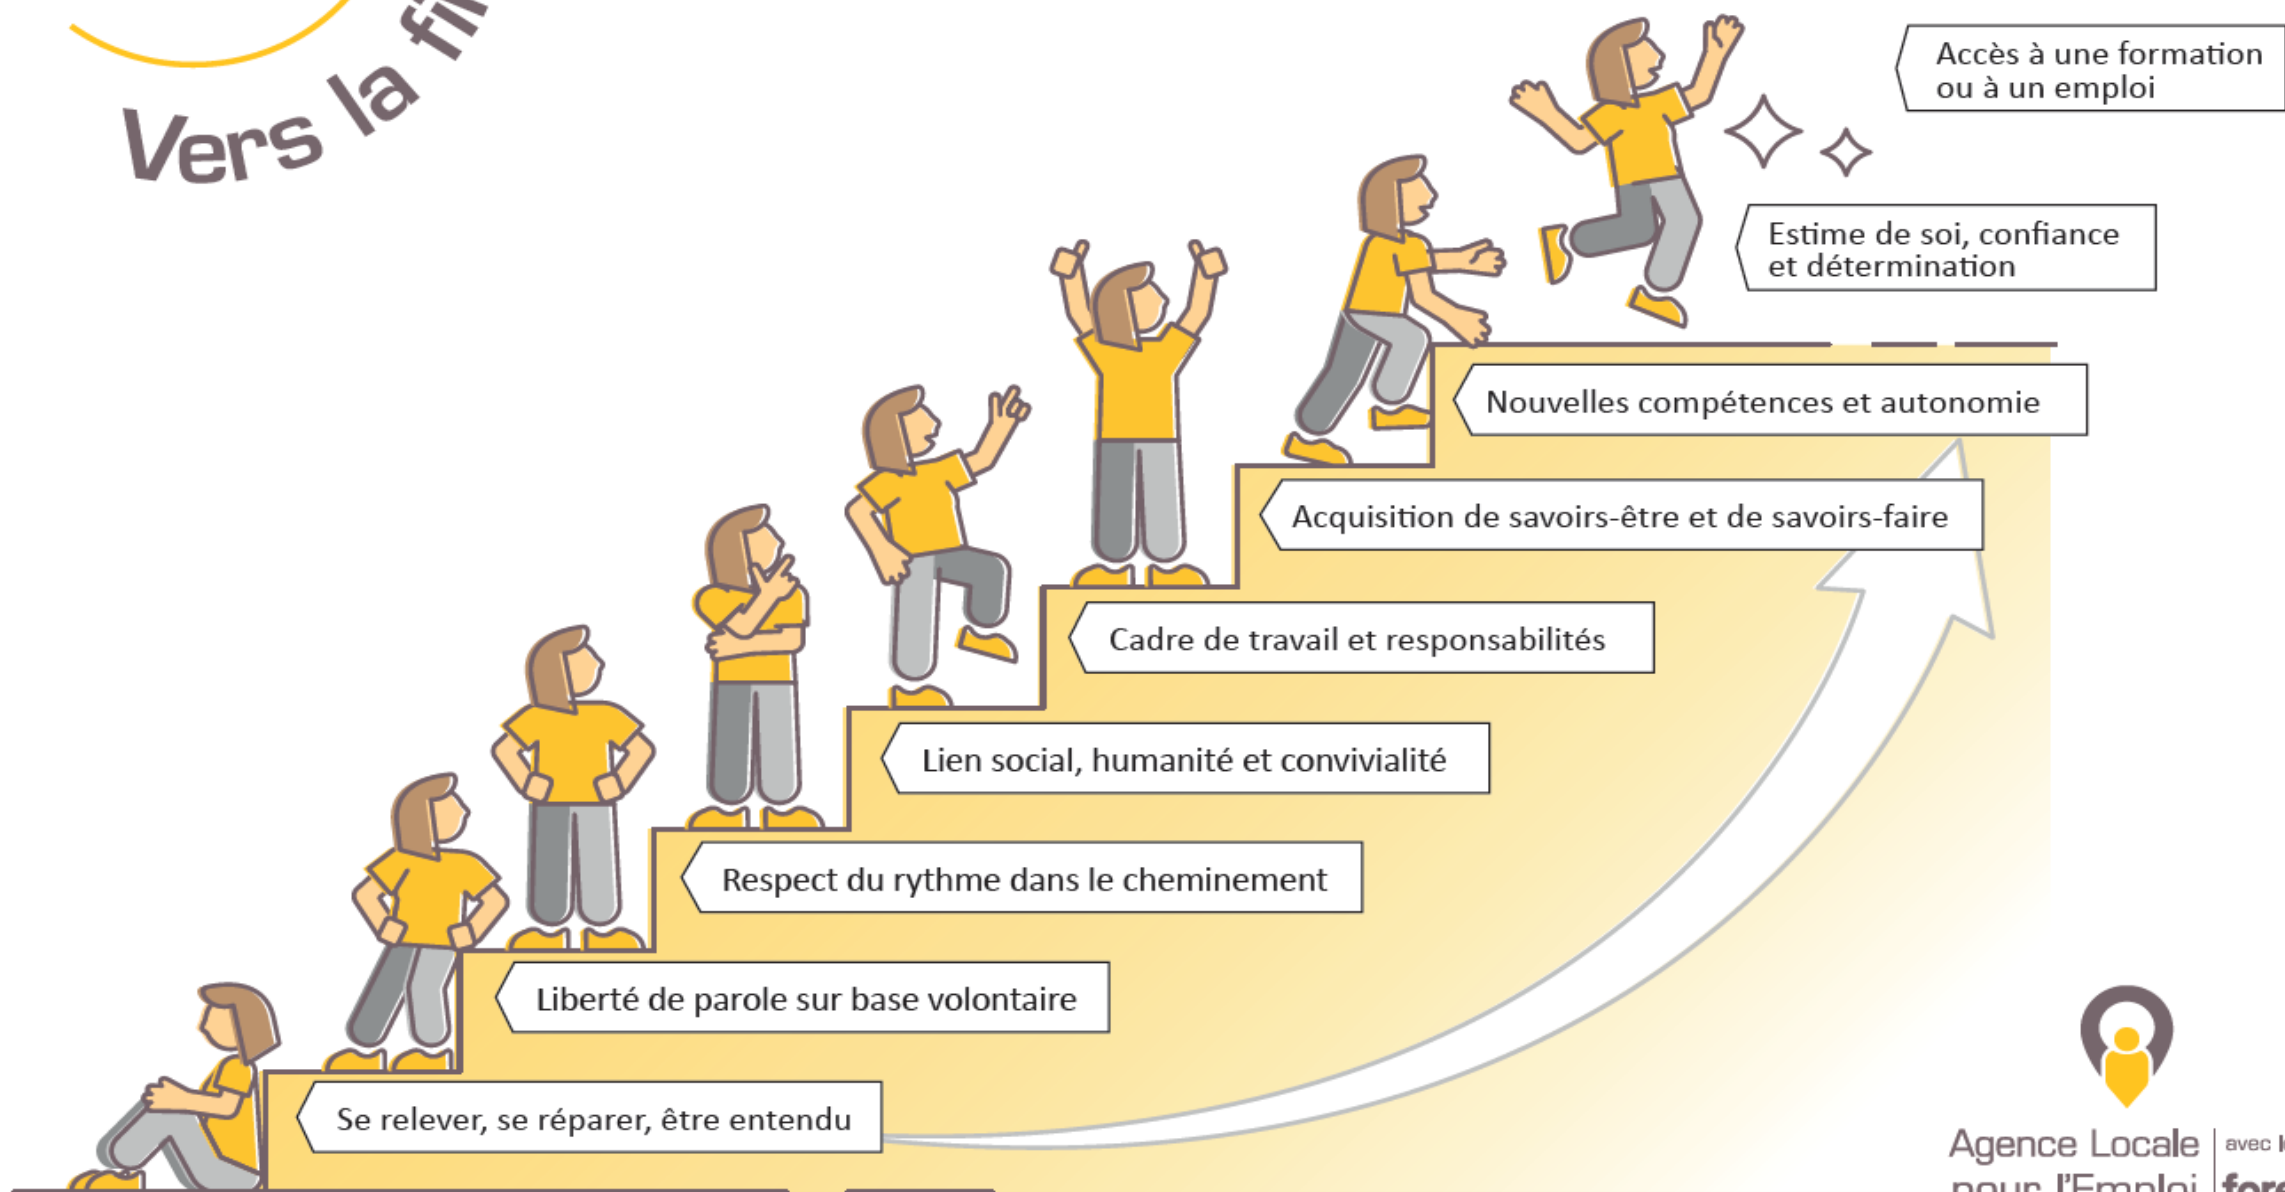 Vers la
Accès à une formation
ou à un emploi
Estime de soi, confiance
et détermination
Nouvelles compétences et autonomie
Acquisition de savoirs-être et de savoirs-faire
Cadre de travail et responsabilités
Lien social, humanité et convivialité
Respect du rythme dans le cheminement
Liberté de parole sur base volontaire
Se relever, se réparer, être entendu
Agence Locale
pour l'Emploi
avec